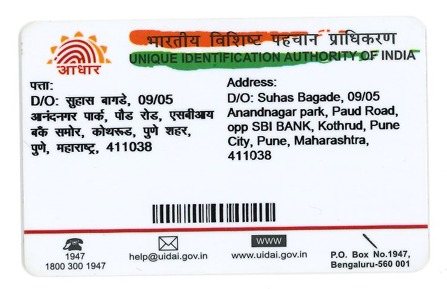 भारतीय विशिष्ट पहचान प्राधिकरण
UNIQUE IDENTIFICATION AUTHORITY OF INDIA
आधार
पत्ता:
D/O: सुहास बागडे, 09/05
आनंदनगर पार्क, पौड रोड, एसबीआय
बकै समोर, कोथरूड, पुणे शहर,
पुणे, महाराष्ट्र, 411038
Address:
D/O: Suhas Bagade, 09/05
Anandnagar park, Paud Road,
opp SBI BANK, Kothrud, Pune
City, Pune, Maharashtra,
411038
1947
1800 300 1947
help@uidai.gov.in
WWW
www.uidai.gov.in
P.O. Box No.1947,
Bengaluru-560 001